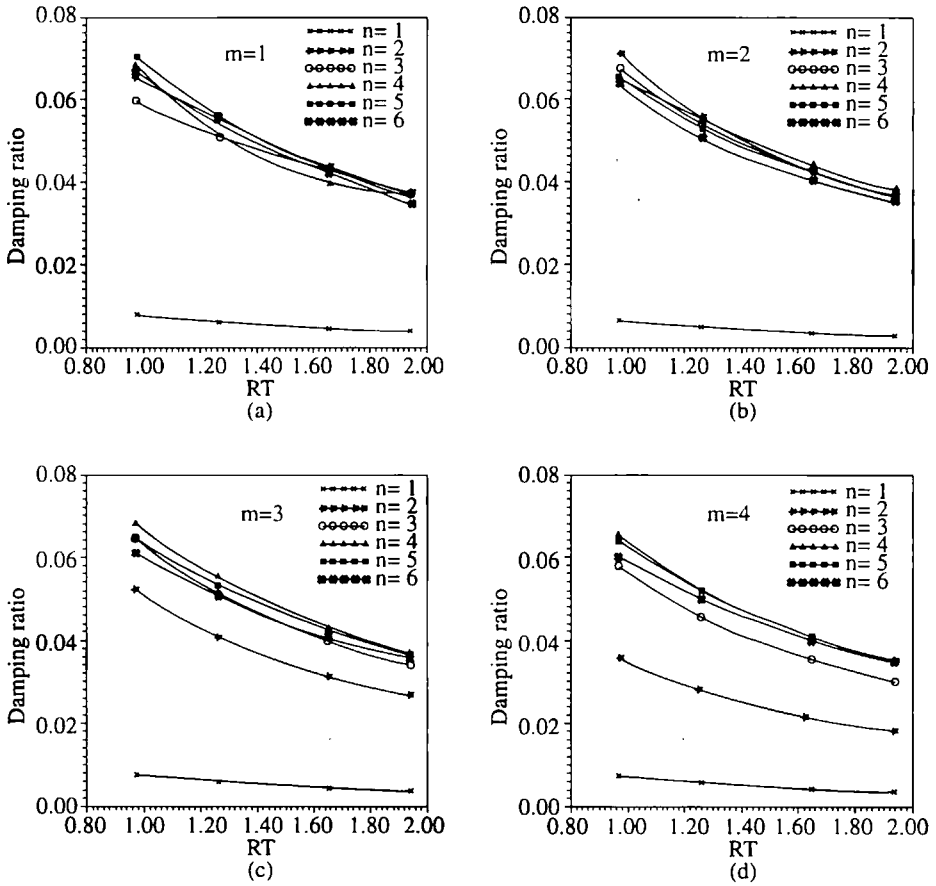 0.08
0.06
0.04
0.02
0.00
Damping ratio
m=1
n= 1
n= 2
n= 3
n= 4
n= 5
n= 6
0.80 1.00 1.20 1.40 1.60 1.80 2.00
RT
(a)
0.08
0.06
0.04
0.02
0.00
Damping ratio
m=2
n= 1
n= 2
n= 3
n= 4
n= 5
n= 6
0.80 1.00 1.20 1.40 1.60 1.80 2.00
RT
(b)
0.08
0.06
0.04
0.02
0.00
Damping ratio
m=3
n= 1
n= 2
n= 3
n= 4
n= 5
n= 6
0.80 1.00 1.20 1.40 1.60 1.80 2.00
RT
(c)
0.08
0.06
0.04
0.02
0.00
Damping ratio
m=4
n= 1
n= 2
n= 3
n= 4
n= 5
n= 6
0.80 1.00 1.20 1.40 1.60 1.80 2.00
RT
(d)